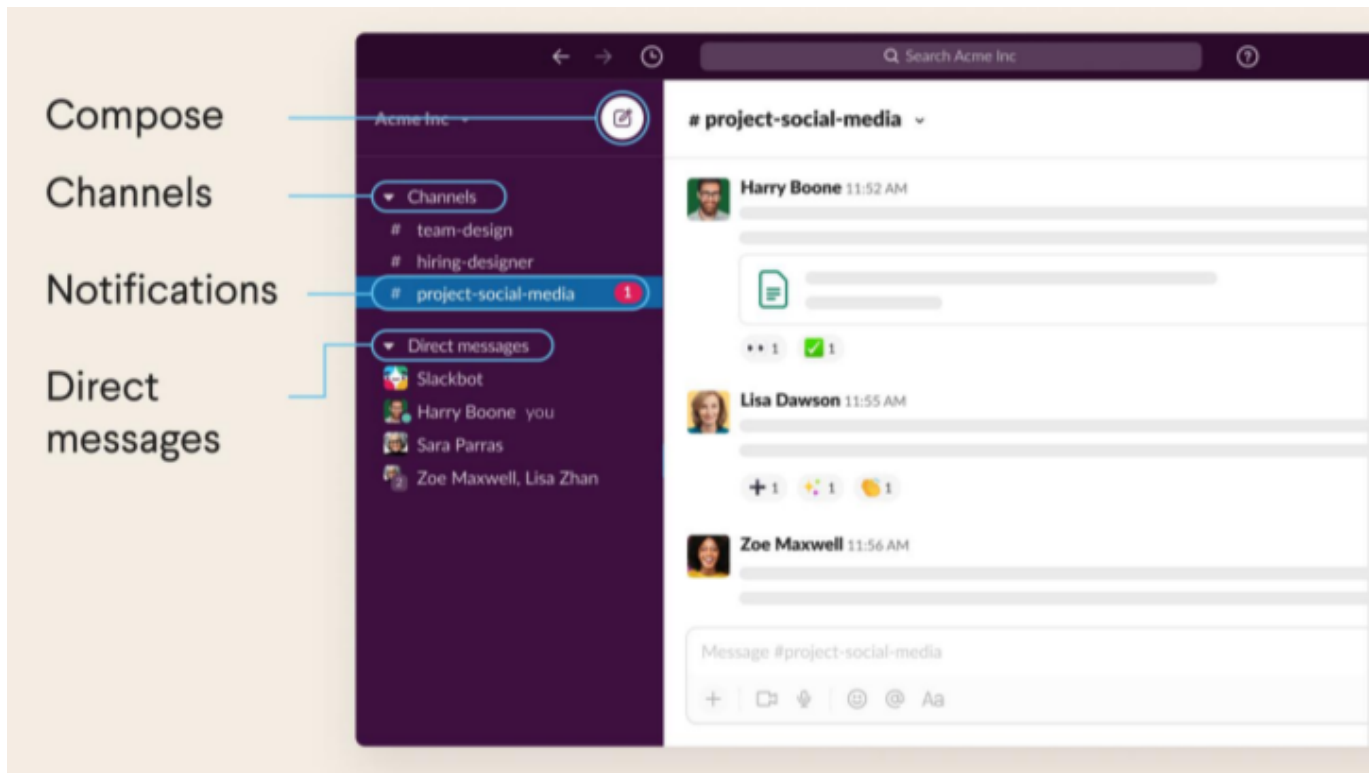 Search Acme Inc
Compose
Acme Inc
# project-social-media
Channels
Channels
Harry Boone 11:52 AM
# team-design
# hiring-designer
Notifications
# project-social-media 1
1 1
Direct messages
Direct
messages
Slackbot
Harry Boone you
Sara Parras
Zoe Maxwell, Lisa Zhan
2
Lisa Dawson 11:55 AM
1 1 1
Zoe Maxwell 11:56 AM
Message #project-social-media
+ @ Aa